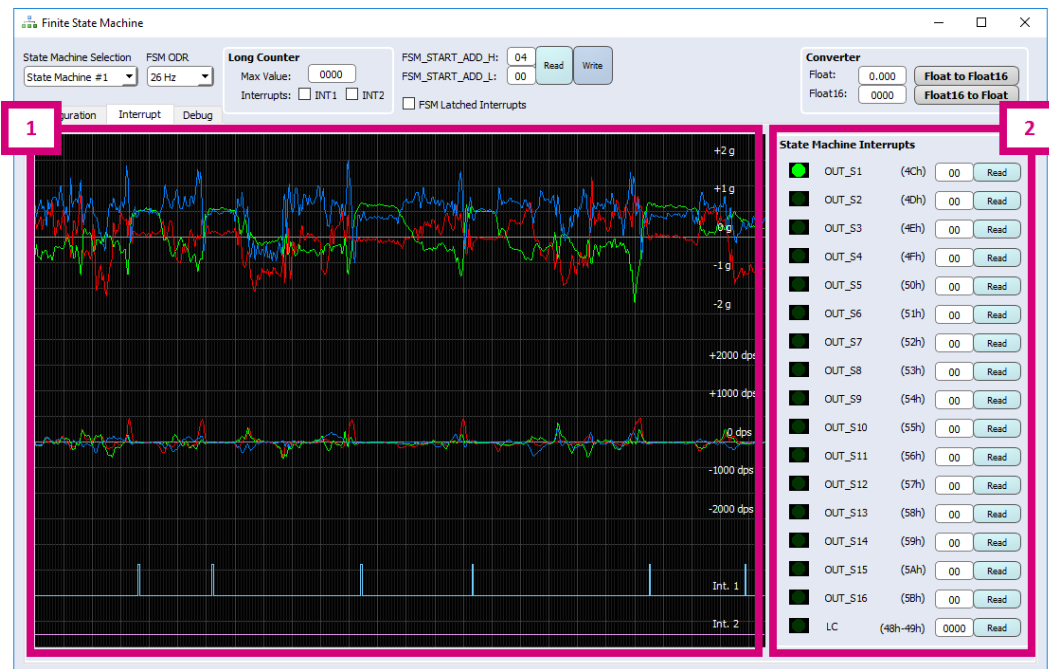 Finite State Machine
State Machine Selection FSM ODR
State Machine #1 26 Hz
Long Counter
Max Value: 0000
Interrupts: INT1 INT2
FSM_START_ADD_H: 04
FSM_START_ADD_L: 00
Read Write
FSM Latched Interrupts
Converter
Float: 0.000 Float to Float16
Float16: 0000 Float16 to Float
Interrupt Debug
1
+2 g
+1 g
0 g
-1 g
-2 g
+2000 dps
+1000 dps
0 dps
-1000 dps
-2000 dps
Int. 1
Int. 2
2
State Machine Interrupts
OUT_S1 (4Ch) 00 Read
OUT_S2 (4Dh) 00 Read
OUT_S3 (4Eh) 00 Read
OUT_S4 (4Fh) 00 Read
OUT_S5 (50h) 00 Read
OUT_S6 (51h) 00 Read
OUT_S7 (52h) 00 Read
OUT_S8 (53h) 00 Read
OUT_S9 (54h) 00 Read
OUT_S10 (55h) 00 Read
OUT_S11 (56h) 00 Read
OUT_S12 (57h) 00 Read
OUT_S13 (58h) 00 Read
OUT_S14 (59h) 00 Read
OUT_S15 (5Ah) 00 Read
OUT_S16 (5Bh) 00 Read
LC (48h-49h) 0000 Read